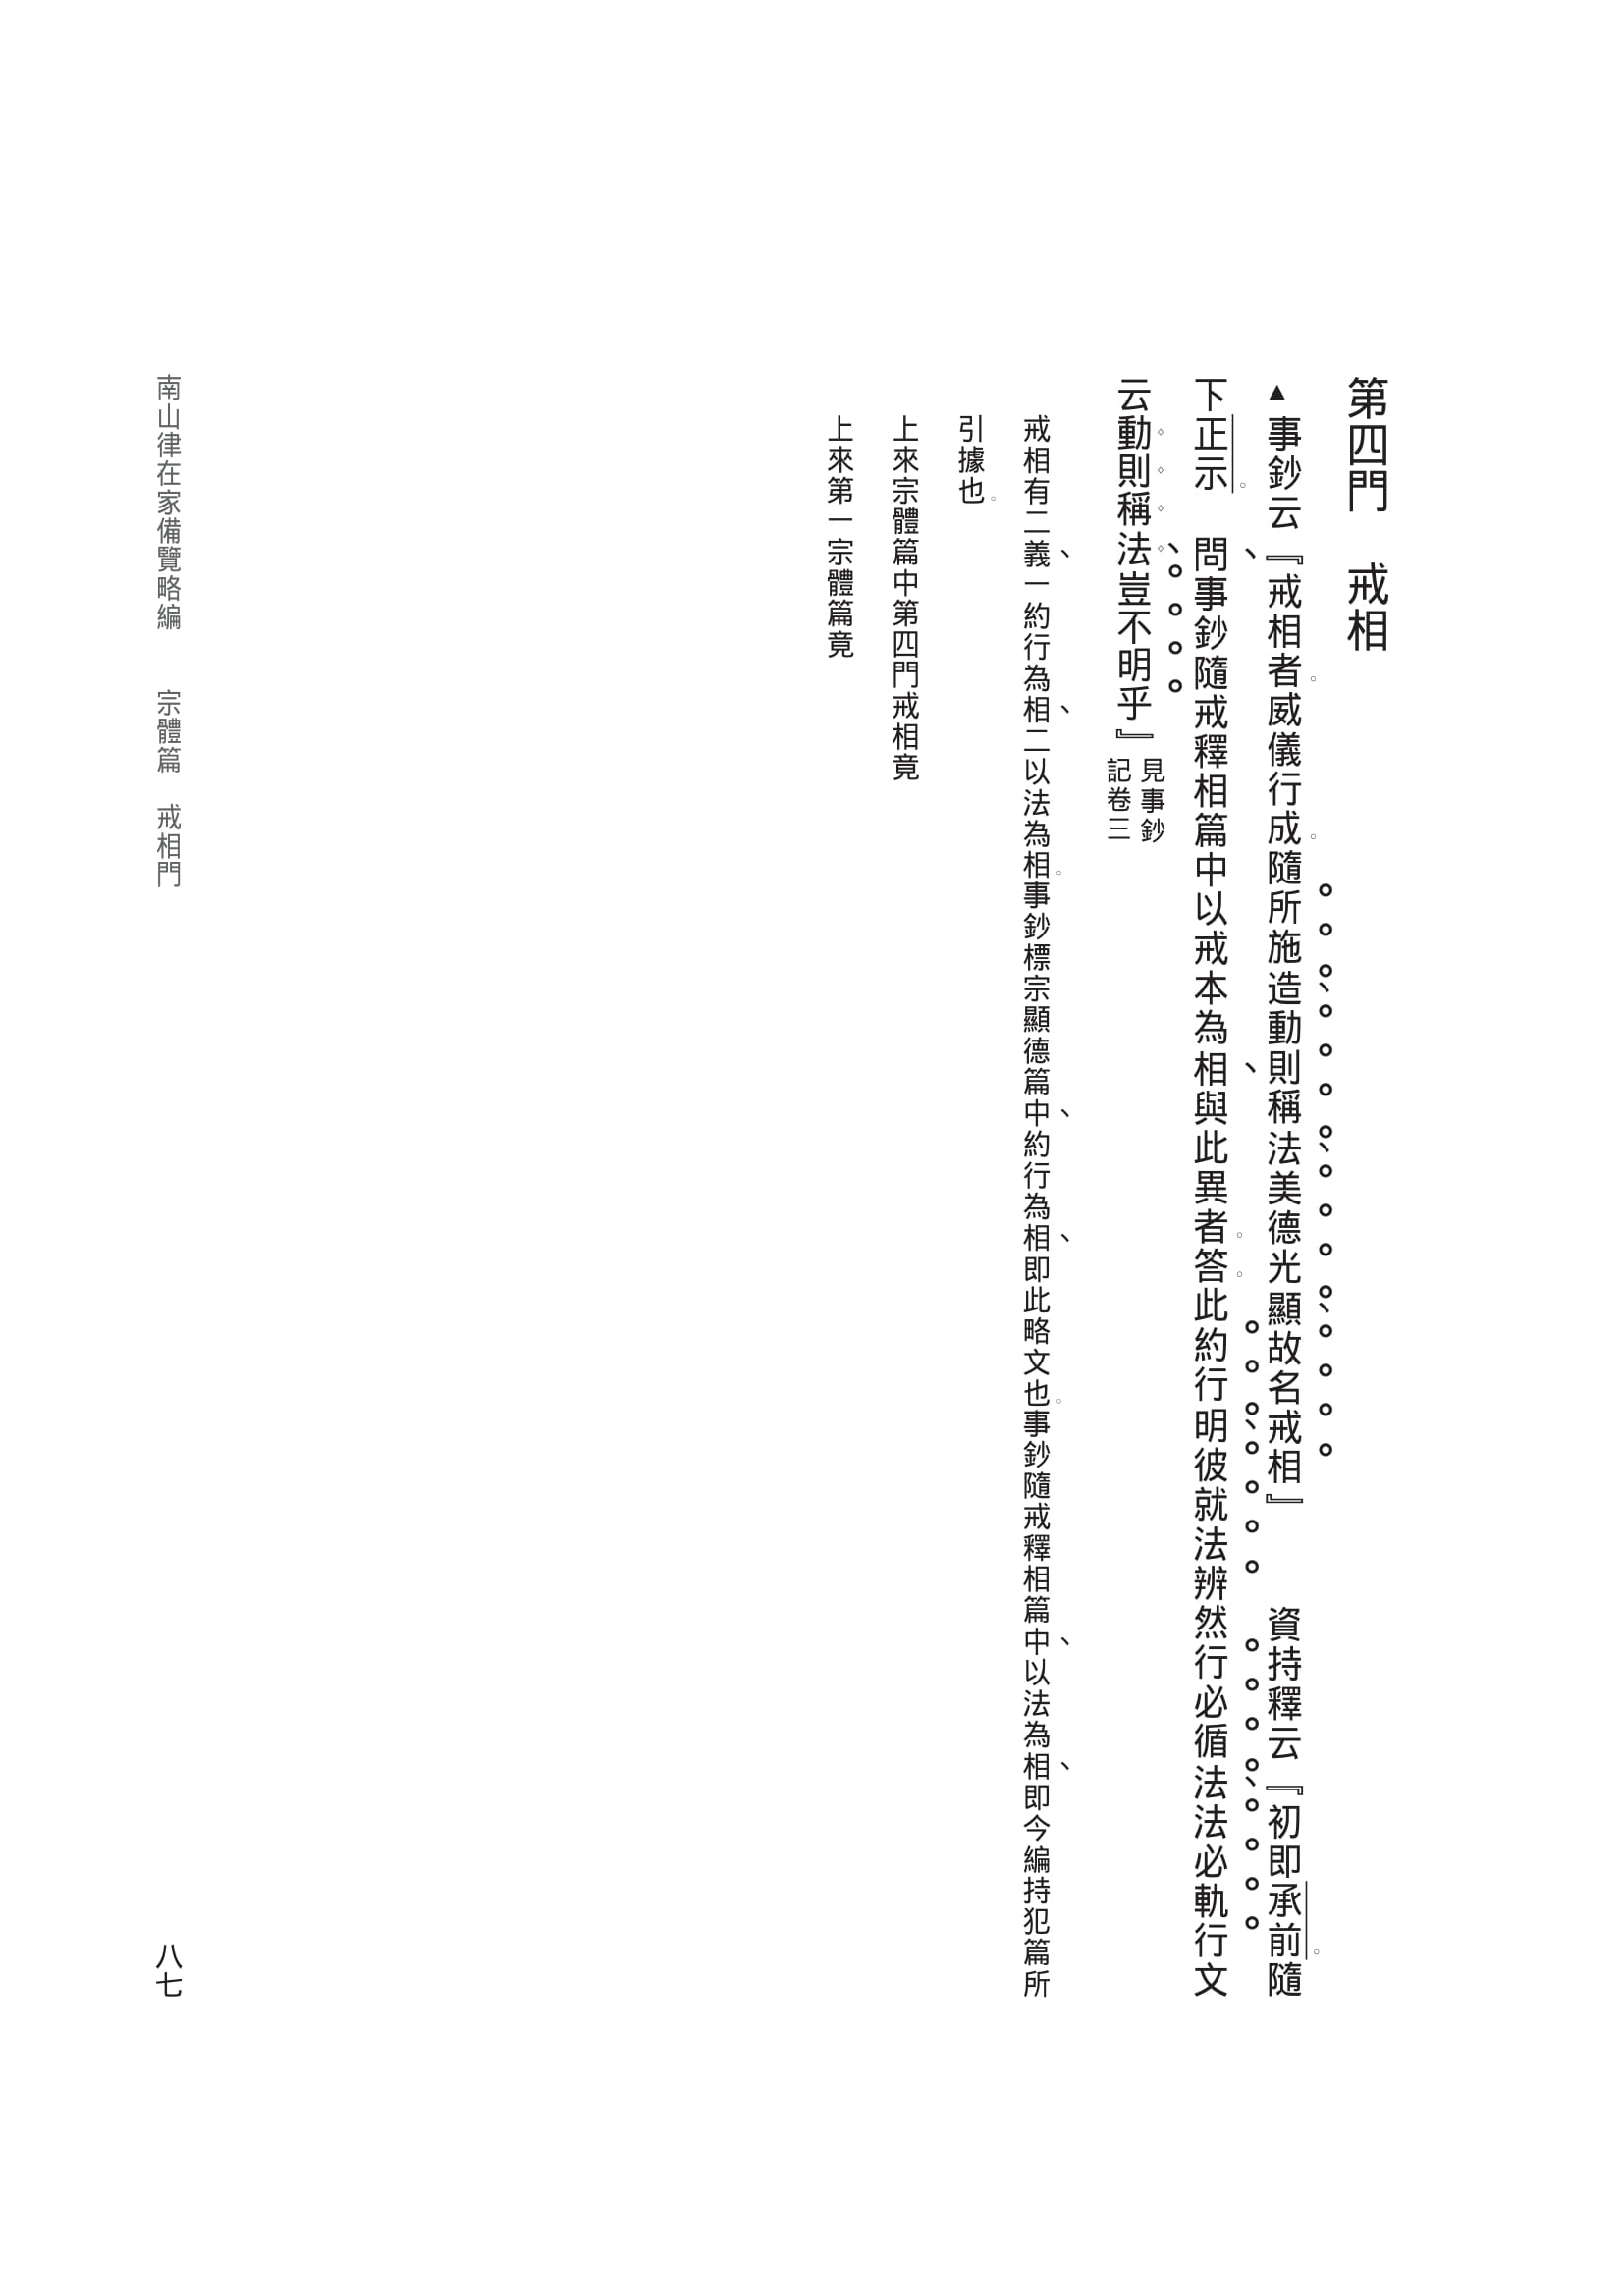 第四門　戒相
▲事鈔云『戒相者。威儀行成。隨所施造、動則稱法、美德光顯、故名戒相』　　資持釋云『初即承前。隨
下正示。　問、事鈔隨戒釋相篇中以戒本為相、與此異者。答。此約行明、彼就法辨然行必循法、法必軌行文
云動則稱法、豈不明乎』見事鈔記卷三
戒相有二義、一約行為相、二以法為相。事鈔標宗顯德篇中、約行為相、即此略文也。事鈔隨戒釋相篇中、以法為相、即今編持犯篇所
引據也。
上來宗體篇中第四門戒相竟
上來第一宗體篇竟
南山律在家備覽略編　　宗體篇　戒相門
八七